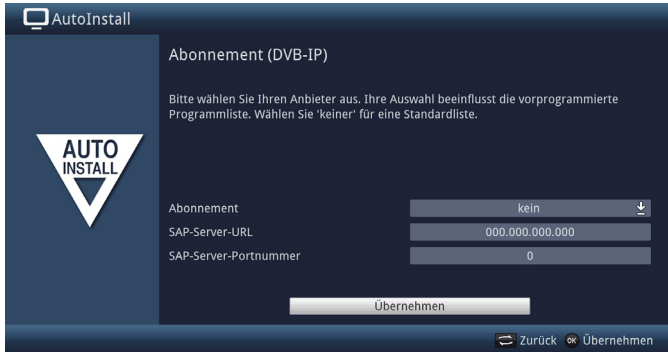 AutoInstall
Abonnement (DVB-IP)
Bitte wählen Sie Ihren Anbieter aus. Ihre Auswahl beeinflusst die vorprogrammierte
Programmliste. Wählen Sie 'keiner' für eine Standardliste.
AUTO
INSTALL
Abonnement kein
SAP-Server-URL 000.000.000.000
SAP-Server-Portnummer 0
Übernehmen
Zurück OK Übernehmen